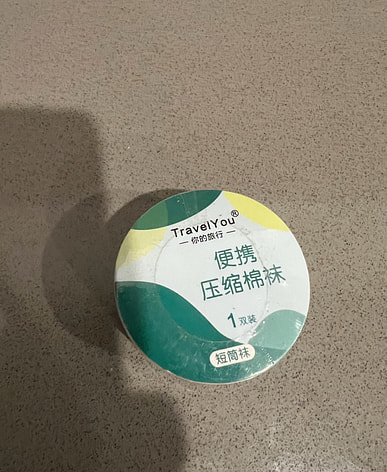 TravelYou®
— 你的旅行 —
便携
压缩棉袜
1双装
短筒袜